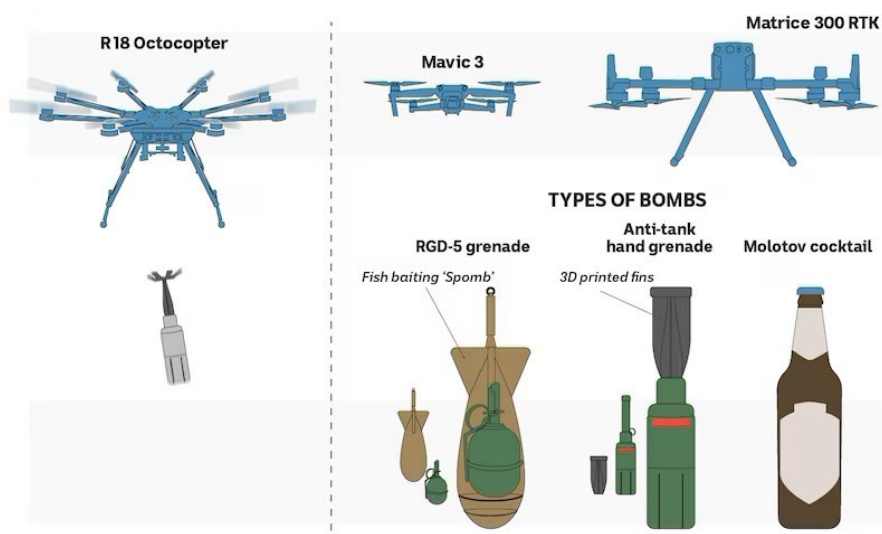 Matrice 300 RTK
R18 Octocopter
Mavic 3
TYPES OF BOMBS
RGD-5 grenade
Anti-tank
hand grenade
Molotov cocktail
Fish baiting ‘Spomb’
3D printed fins